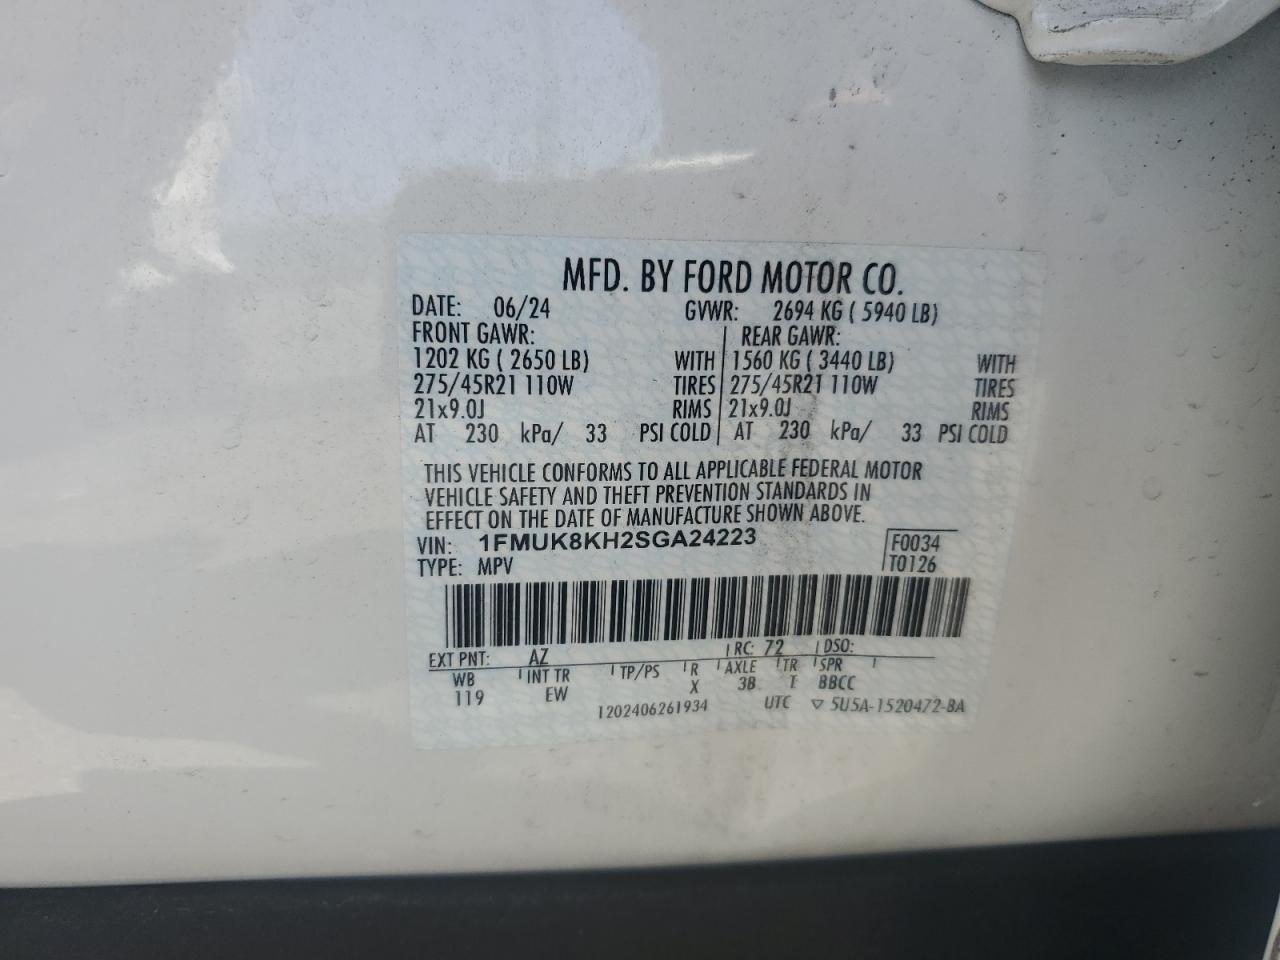 MFD. BY FORD MOTOR CO.
DATE: 06/24 GVWR: 2694 KG ( 5940 LB)
FRONT GAWR: REAR GAWR:
1202 KG ( 2650 LB) WITH 1560 KG ( 3440 LB) WITH
275/45R21 110W TIRES 275/45R21 110W TIRES
21x9.0J RIMS 21x9.0J RIMS
AT 230 kPa/ 33 PSI COLD AT 230 kPa/ 33 PSI COLD
THIS VEHICLE CONFORMS TO ALL APPLICABLE FEDERAL MOTOR
VEHICLE SAFETY AND THEFT PREVENTION STANDARDS IN
EFFECT ON THE DATE OF MANUFACTURE SHOWN ABOVE.
VIN: 1FMUK8KH2SGA24223 F0034
TYPE: MPV T0126
EXT PNT: AZ RC: 72 DSO:
WB INT TR TP/PS R AXLE TR SPR
119 EW X 3B T BBCC
1202406261934 UTC ▽ 5U5A-1520472-BA